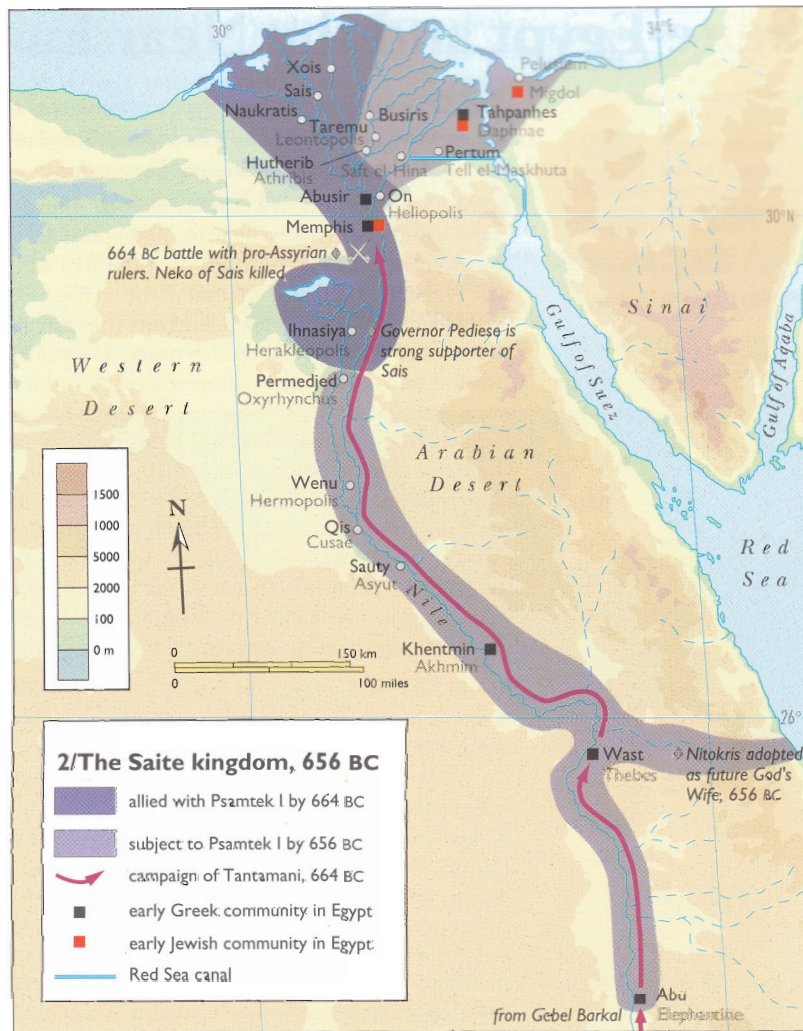 30°
34°E
Xois
Sais
Naukratis
Busiris
Taremu
Leontopolis
Pelusium
Migdol
Tahpanhes
Daphnae
Hutherib
Athribis
Saft el-Hina
Pertum
Tell el-Maskhuta
Abusir
On
Heliopolis
Memphis
30°N
664 BC battle with pro-Assyrian
rulers. Neko of Sais killed
Sinai
Gulf of Suez
Gulf of Aqaba
Ihnasiya
Herakleopolis
Governor Pediese is
strong supporter of
Sais
Western
Desert
Permedjed
Oxyrhynchus
Arabian
Desert
Wenu
Hermopolis
Qis
Cusae
Red
Sea
1500
1000
5000
2000
100
0 m
N
Sauty
Asyut
Nile
0 150 km
0 100 miles
Khentmin
Akhmim
26°
Wast
Thebes
Nitokris adopted
as future God's
Wife, 656 BC
2/The Saite kingdom, 656 BC
allied with Psamtek I by 664 BC
subject to Psamtek I by 656 BC
campaign of Tantamani, 664 BC
early Greek community in Egypt
early Jewish community in Egypt
Red Sea canal
Abu
Elephantine
from Gebel Barkal